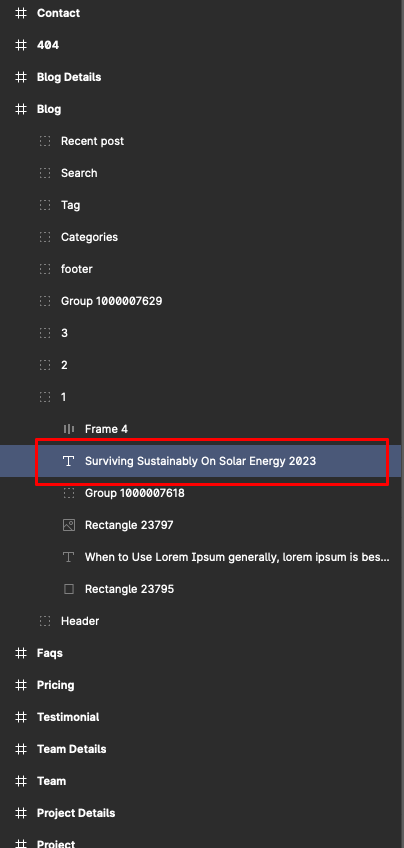 Contact
404
Blog Details
Blog
Recent post
Search
Tag
Categories
footer
Group 1000007629
3
2
1
Frame 4
Surviving Sustainably On Solar Energy 2023
Group 1000007618
Rectangle 23797
When to Use Lorem Ipsum generally, lorem ipsum is bes...
Rectangle 23795
Header
Faqs
Pricing
Testimonial
Team Details
Team
Project Details
Project